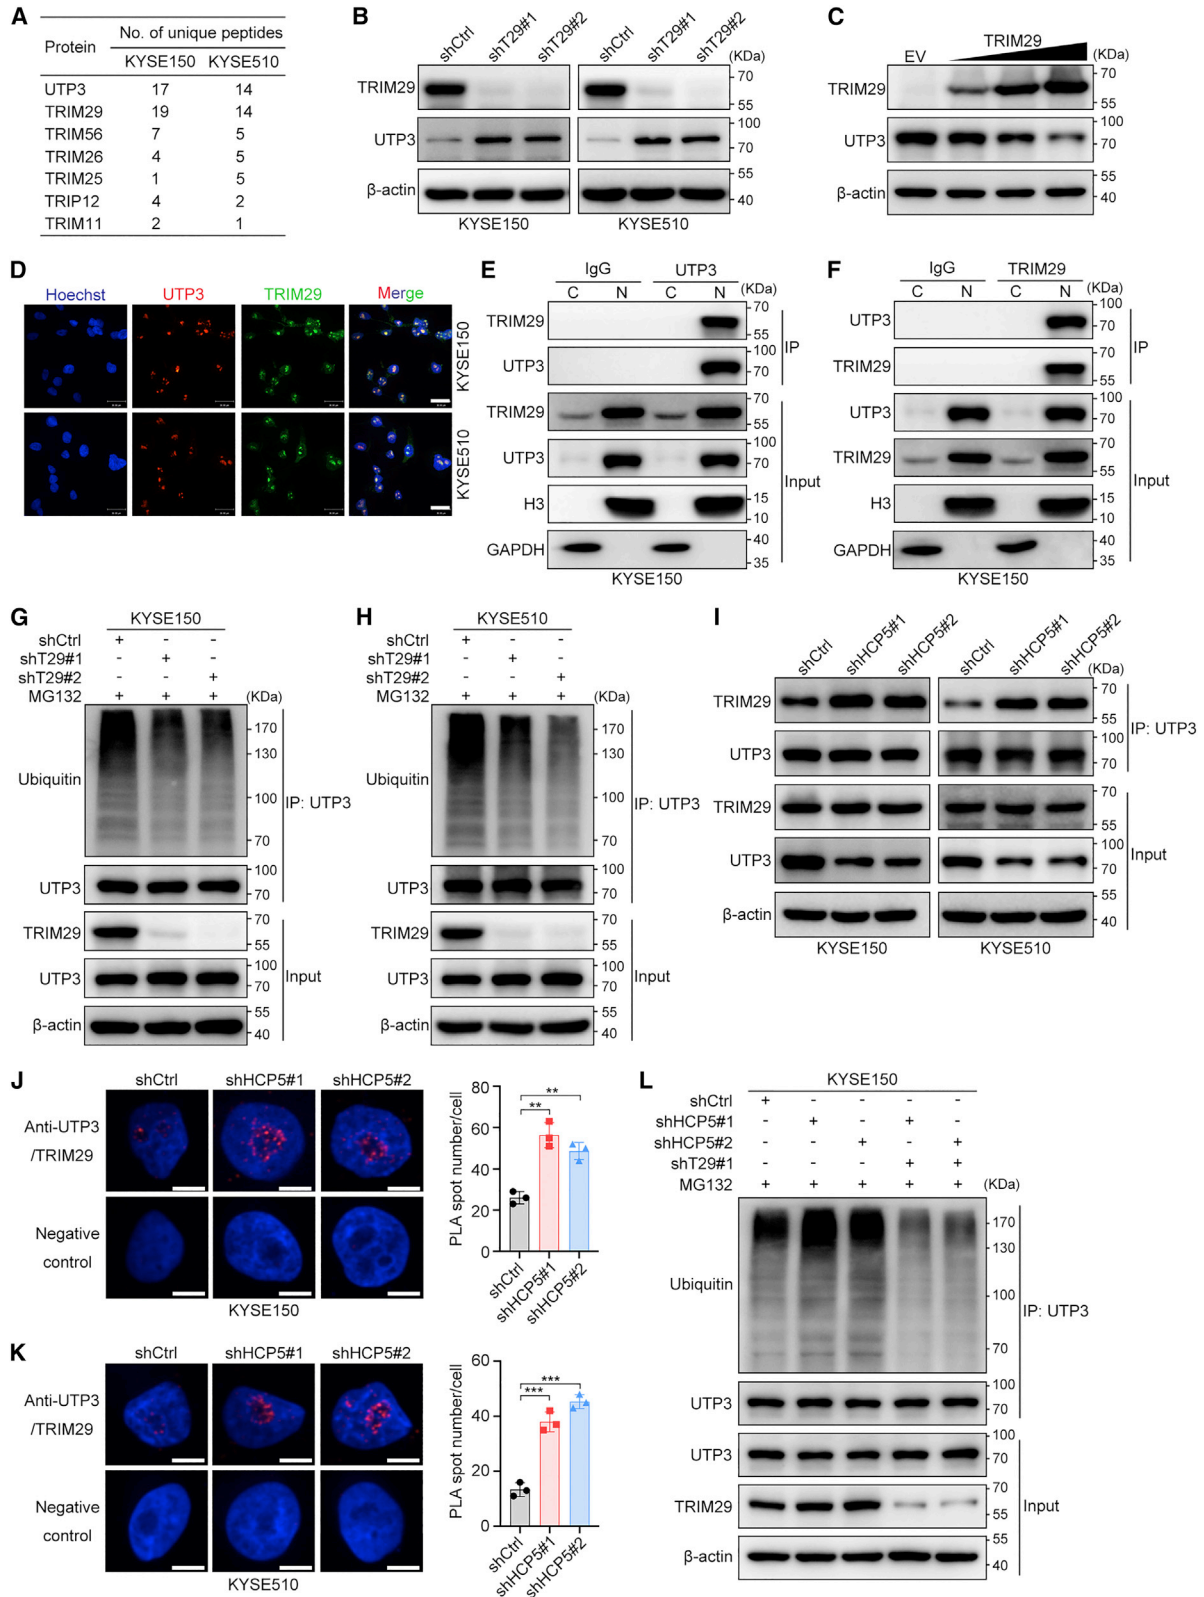 A
Protein
No. of unique peptides
KYSE150 KYSE510
UTP3 17 14
TRIM29 19 14
TRIM56 7 5
TRIM26 4 5
TRIM25 1 5
TRIP12 4 2
TRIM11 2 1
B
shCtrl shT29#1 shT29#2 shCtrl shT29#1 shT29#2
(KDa)
TRIM29 70 55
UTP3 100 70
β-actin 55 40
KYSE150 KYSE510
C
EV TRIM29 (KDa)
TRIM29 70 55
UTP3 100 70
β-actin 55 40
D
Hoechst UTP3 TRIM29 Merge
KYSE150
KYSE510
E
IgG UTP3
C N C N (KDa)
TRIM29 70 55
UTP3 100 70
IP
TRIM29 70 55
UTP3 100 70
H3 15 10
GAPDH 40 35
Input
KYSE150
F
IgG TRIM29
C N C N (KDa)
UTP3 100 70
TRIM29 70 55
IP
UTP3 100 70
TRIM29 70 55
H3 15 10
GAPDH 40 35
Input
KYSE150
G
KYSE150
shCtrl + - -
shT29#1 - + -
shT29#2 - - +
MG132 + + + (KDa)
Ubiquitin 170 130 100 70
UTP3 100 70
IP: UTP3
TRIM29 70 55
UTP3 100 70
β-actin 55 40
Input
H
KYSE510
shCtrl + - -
shT29#1 - + -
shT29#2 - - +
MG132 + + + (KDa)
Ubiquitin 170 130 100 70
UTP3 100 70
IP: UTP3
TRIM29 70 55
UTP3 100 70
β-actin 55 40
Input
I
shCtrl shHCP5#1 shHCP5#2 shCtrl shHCP5#1 shHCP5#2
(KDa)
TRIM29 70 55
UTP3 100 70
IP: UTP3
TRIM29 70 55
UTP3 100 70
β-actin 55 40
Input
KYSE150 KYSE510
J
shCtrl shHCP5#1 shHCP5#2
Anti-UTP3
/TRIM29
Negative
control
KYSE150
PLA spot number/cell
80
60
40
20
0
** **
shCtrl shHCP5#1 shHCP5#2
K
shCtrl shHCP5#1 shHCP5#2
Anti-UTP3
/TRIM29
Negative
control
KYSE510
PLA spot number/cell
60
40
20
0
*** ***
shCtrl shHCP5#1 shHCP5#2
L
KYSE150
shCtrl + - - - -
shHCP5#1 - + - + -
shHCP5#2 - - + - +
shT29#1 - - - + +
MG132 + + + + + (KDa)
Ubiquitin 170 130 100 70
UTP3 100 70
IP: UTP3
UTP3 100 70
TRIM29 70 55
β-actin 55 40
Input